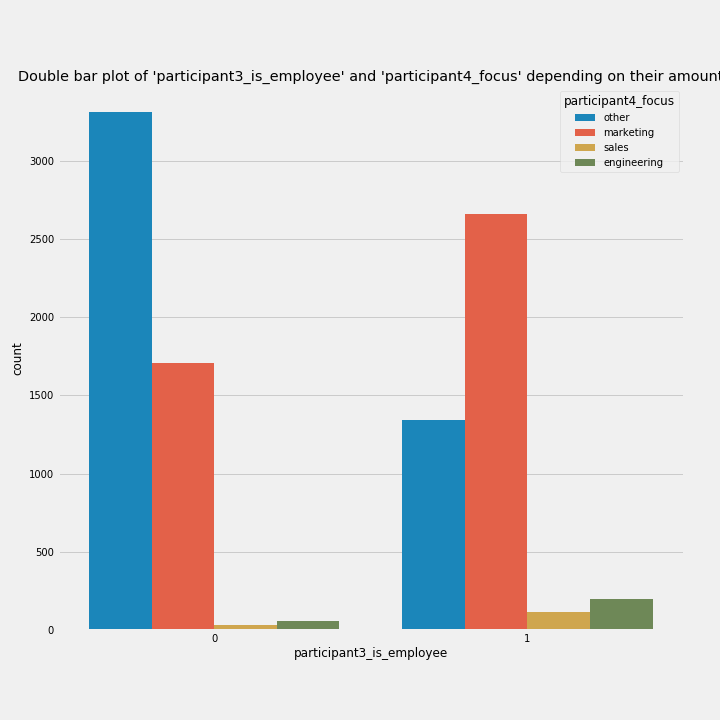 Double bar plot of 'participant3_is_employee' and 'participant4_focus' depending on their amount
participant4_focus
other
marketing
sales
engineering
3000
2500
2000
1500
1000
500
0
count
0 1
participant3_is_employee